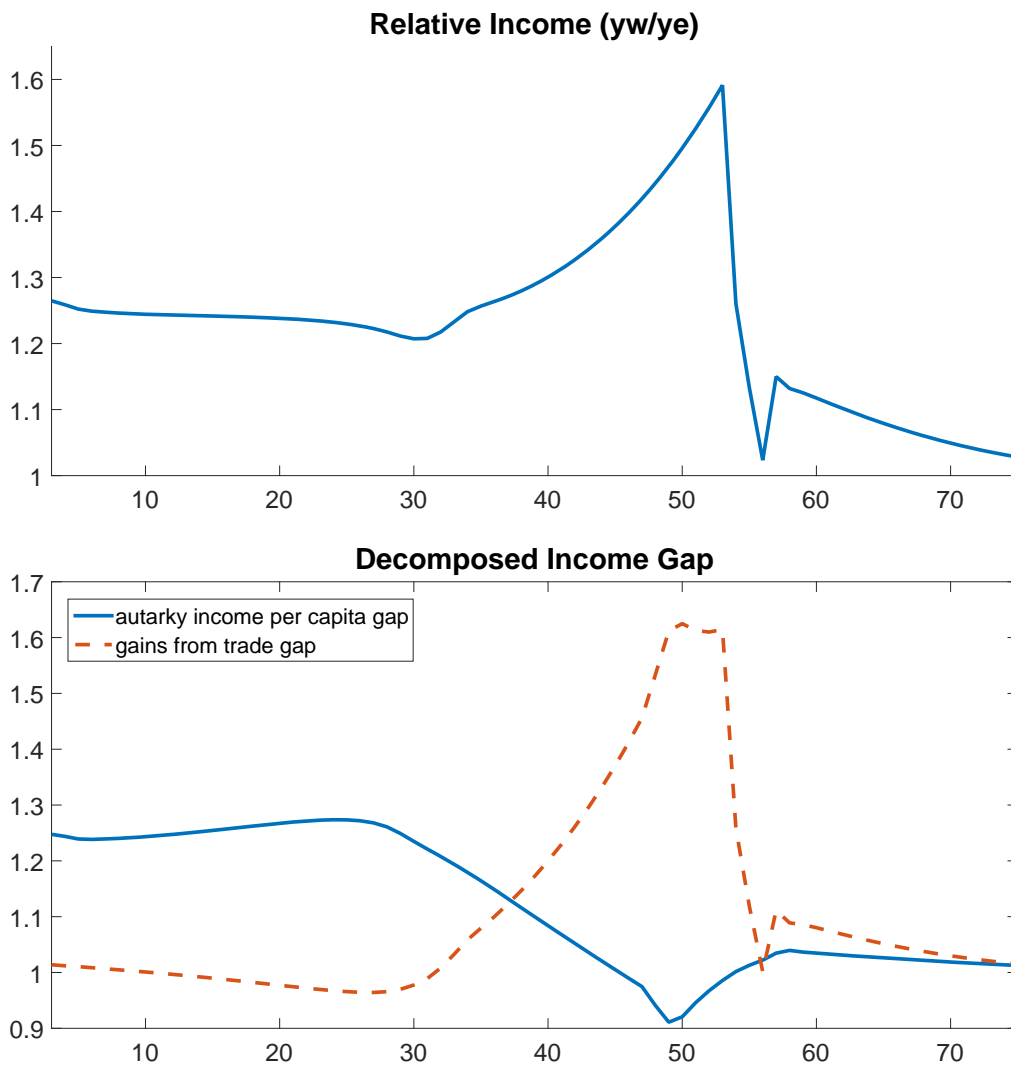 Relative Income (yw/ye)
1.6
1.5
1.4
1.3
1.2
1.1
1
10 20 30 40 50 60 70
Decomposed Income Gap
1.7
autarky income per capita gap
gains from trade gap
1.6
1.5
1.4
1.3
1.2
1.1
1
0.9
10 20 30 40 50 60 70